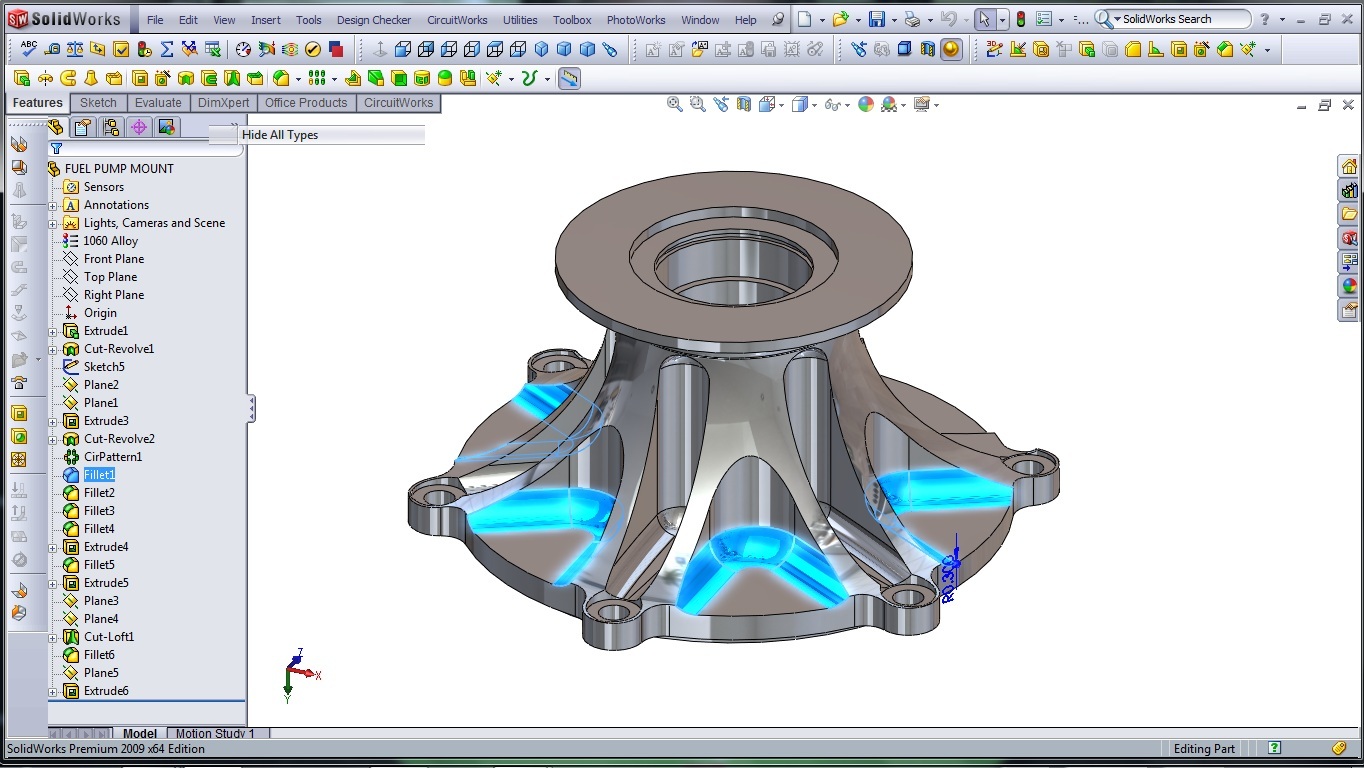 SolidWorks File Edit View Insert Tools Design Checker CircuitWorks Utilities Toolbox PhotoWorks Window Help SolidWorks Search
Features Sketch Evaluate DimXpert Office Products CircuitWorks
Hide All Types
FUEL PUMP MOUNT
Sensors
Annotations
Lights, Cameras and Scene
1060 Alloy
Front Plane
Top Plane
Right Plane
Origin
Extrude1
Cut-Revolve1
Sketch5
Plane2
Plane1
Extrude3
Cut-Revolve2
CirPattern1
Fillet1
Fillet2
Fillet3
Fillet4
Extrude4
Fillet5
Extrude5
Plane3
Plane4
Cut-Loft1
Fillet6
Plane5
Extrude6
R0.300
Z
X
Y
Model Motion Study 1
SolidWorks Premium 2009 x64 Edition Editing Part